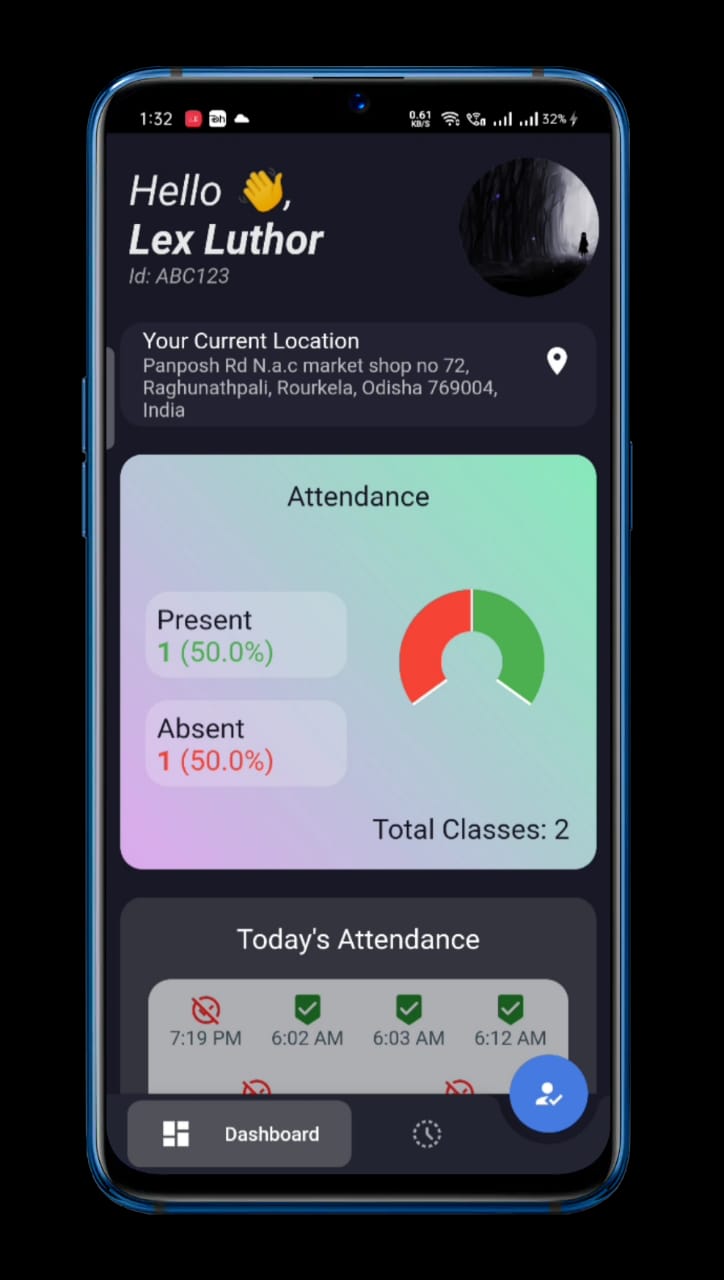 1:32
0.61
KB/S
32%
Hello 👋,
Lex Luthor
Id: ABC123
Your Current Location
Panposh Rd N.a.c market shop no 72,
Raghunathpali, Rourkela, Odisha 769004,
India
Attendance
Present
1 (50.0%)
Absent
1 (50.0%)
Total Classes: 2
Today's Attendance
7:19 PM 6:02 AM 6:03 AM 6:12 AM
Dashboard